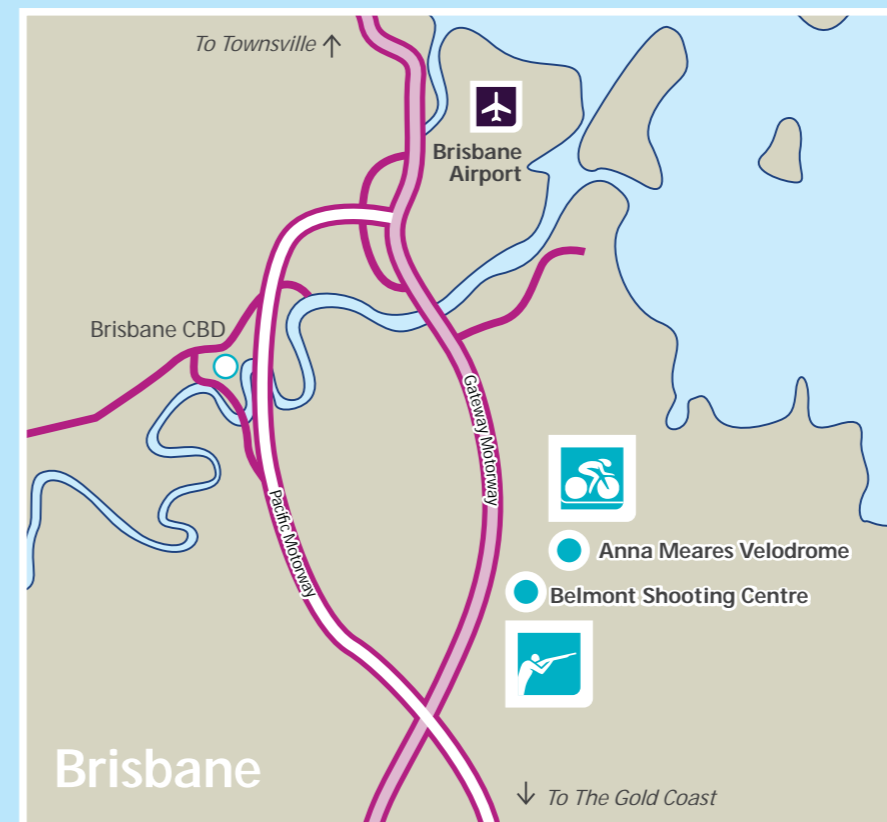 To Townsville ↑
Brisbane
Airport
Brisbane CBD
Gateway Motorway
Pacific Motorway
Anna Meares Velodrome
Belmont Shooting Centre
Brisbane
↓ To The Gold Coast